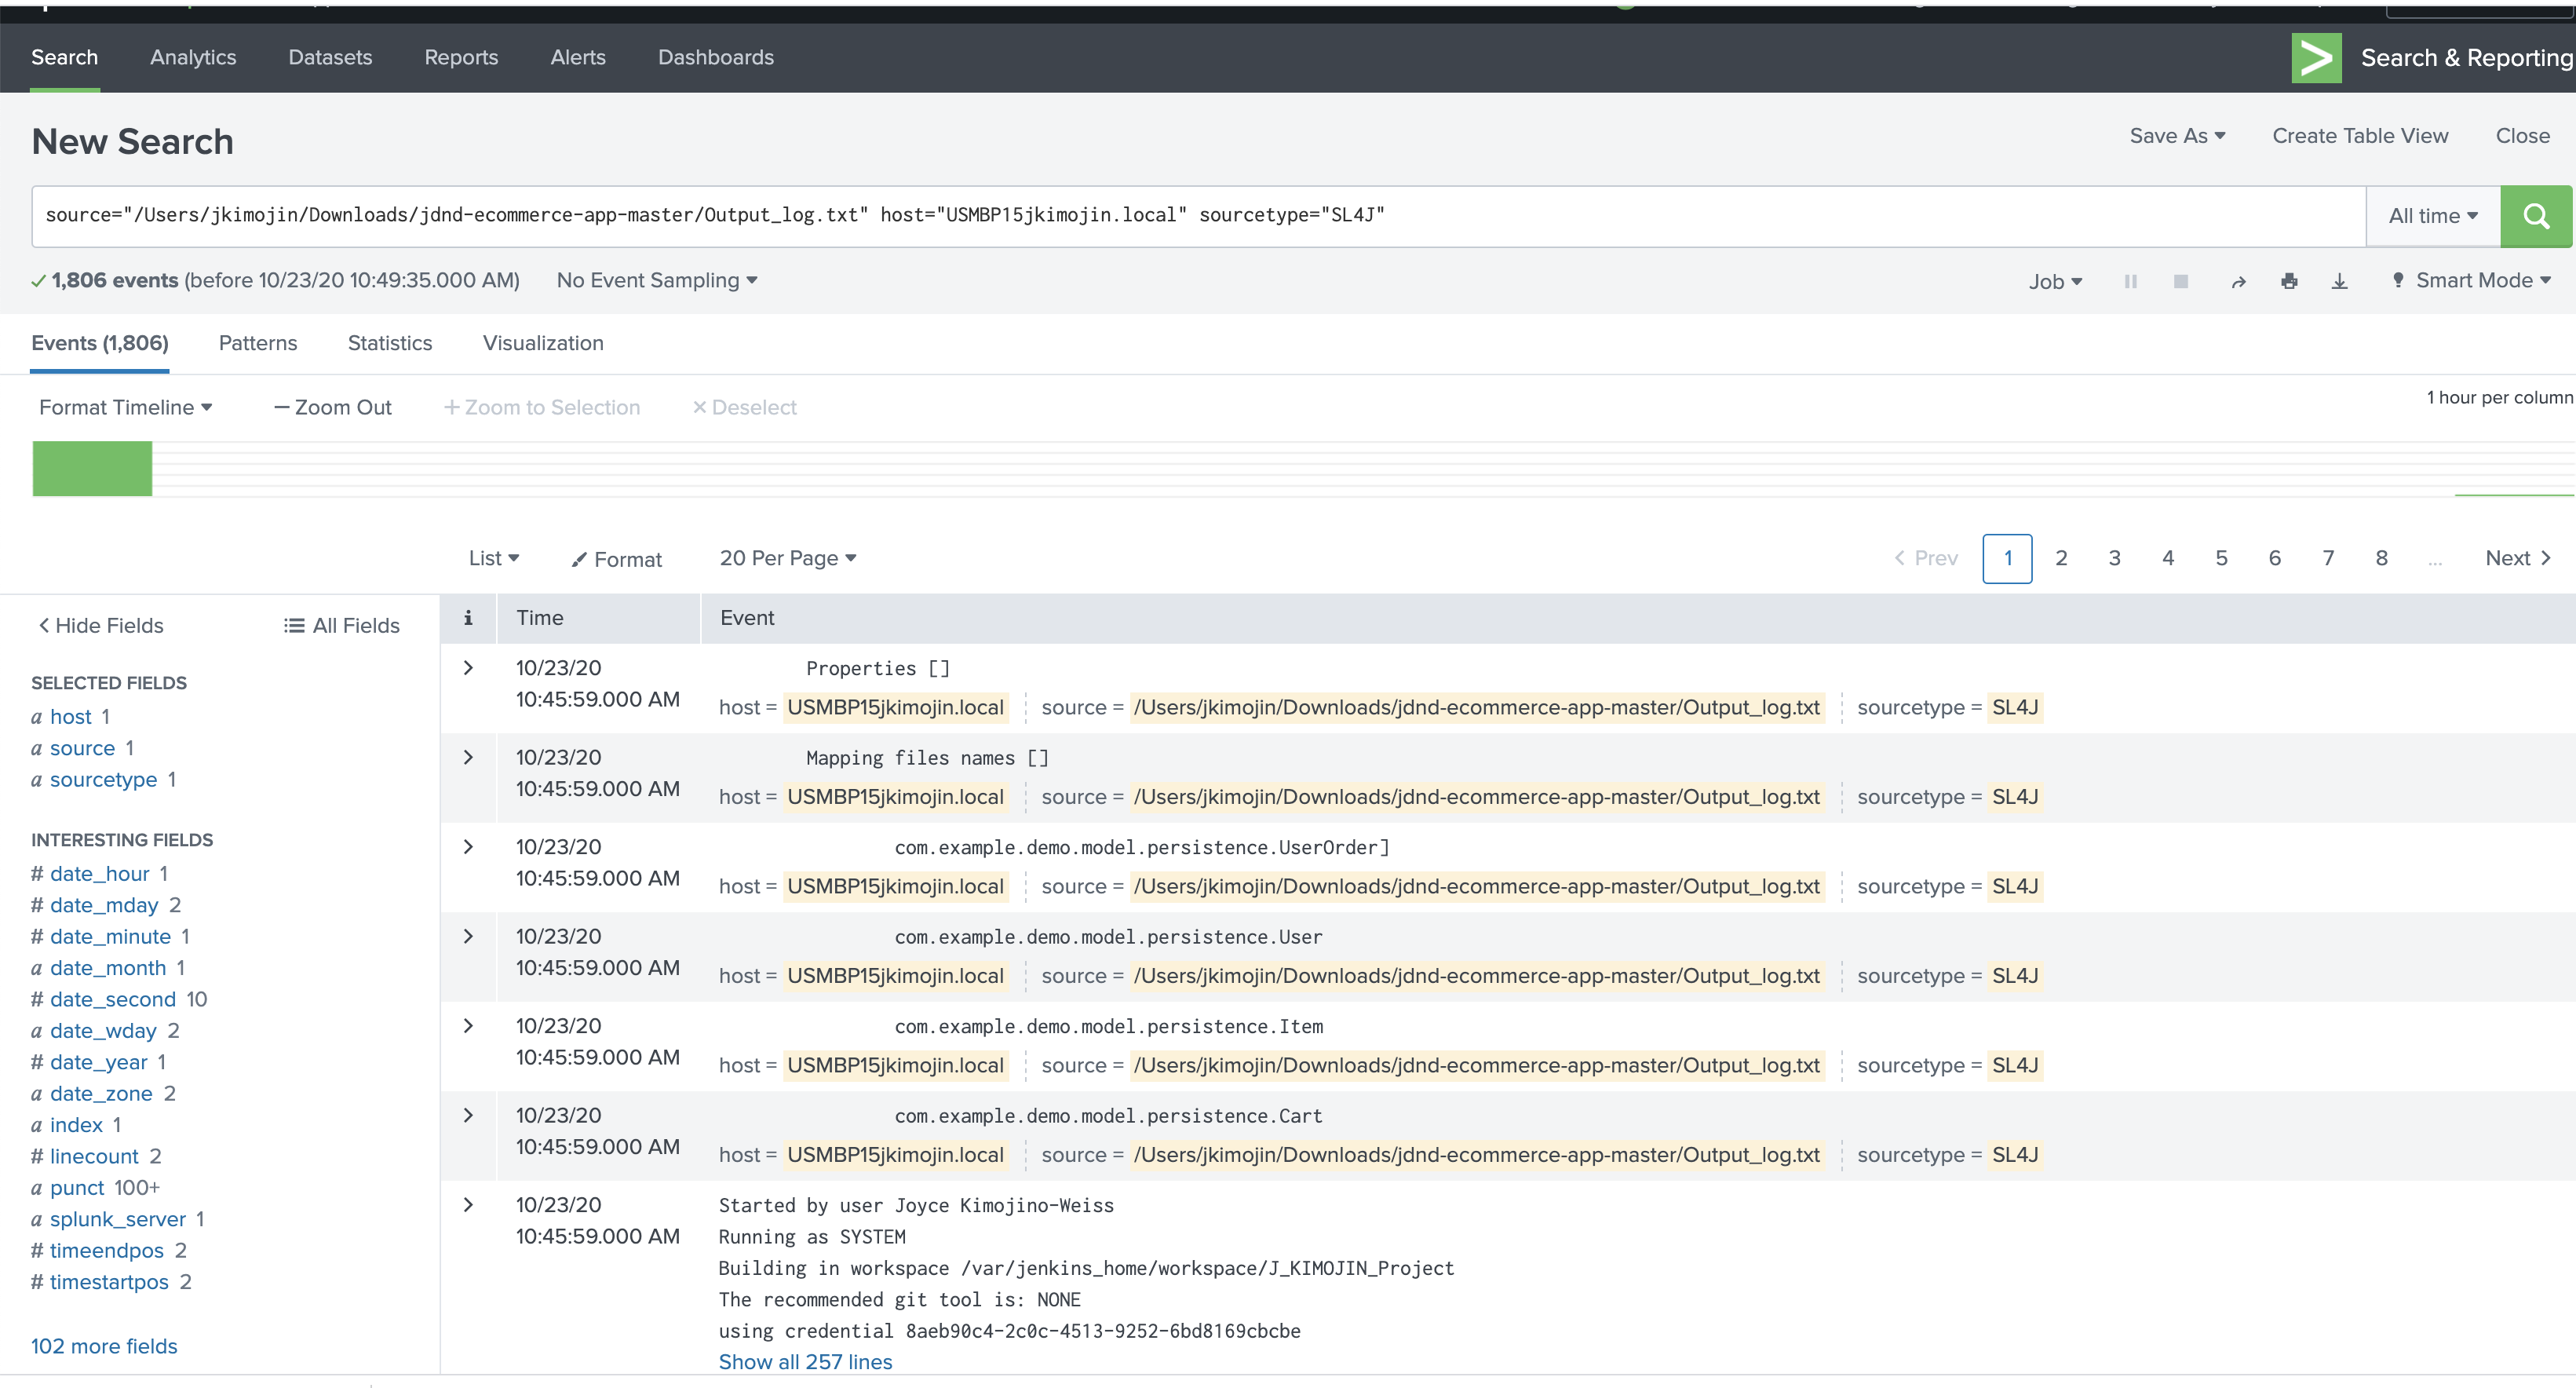 Search Analytics Datasets Reports Alerts Dashboards Search & Reporting
New Search
Save As Create Table View Close
source="/Users/jkimojin/Downloads/jdnd-ecommerce-app-master/Output_log.txt" host="USMBP15jkimojin.local" sourcetype="SL4J"
All time
1,806 events (before 10/23/20 10:49:35.000 AM) No Event Sampling
Job Smart Mode
Events (1,806) Patterns Statistics Visualization
Format Timeline — Zoom Out + Zoom to Selection × Deselect
1 hour per column
List Format 20 Per Page
< Prev 1 2 3 4 5 6 7 8 ... Next >
< Hide Fields All Fields
SELECTED FIELDS
a host 1
a source 1
a sourcetype 1
INTERESTING FIELDS
# date_hour 1
# date_mday 2
# date_minute 1
a date_month 1
# date_second 10
a date_wday 2
# date_year 1
a date_zone 2
a index 1
# linecount 2
a punct 100+
a splunk_server 1
# timeendpos 2
# timestartpos 2
102 more fields
i Time Event
> 10/23/20 Properties []
10:45:59.000 AM host = USMBP15jkimojin.local source = /Users/jkimojin/Downloads/jdnd-ecommerce-app-master/Output_log.txt sourcetype = SL4J
> 10/23/20 Mapping files names []
10:45:59.000 AM host = USMBP15jkimojin.local source = /Users/jkimojin/Downloads/jdnd-ecommerce-app-master/Output_log.txt sourcetype = SL4J
> 10/23/20 com.example.demo.model.persistence.UserOrder]
10:45:59.000 AM host = USMBP15jkimojin.local source = /Users/jkimojin/Downloads/jdnd-ecommerce-app-master/Output_log.txt sourcetype = SL4J
> 10/23/20 com.example.demo.model.persistence.User
10:45:59.000 AM host = USMBP15jkimojin.local source = /Users/jkimojin/Downloads/jdnd-ecommerce-app-master/Output_log.txt sourcetype = SL4J
> 10/23/20 com.example.demo.model.persistence.Item
10:45:59.000 AM host = USMBP15jkimojin.local source = /Users/jkimojin/Downloads/jdnd-ecommerce-app-master/Output_log.txt sourcetype = SL4J
> 10/23/20 com.example.demo.model.persistence.Cart
10:45:59.000 AM host = USMBP15jkimojin.local source = /Users/jkimojin/Downloads/jdnd-ecommerce-app-master/Output_log.txt sourcetype = SL4J
> 10/23/20 Started by user Joyce Kimojino-Weiss
10:45:59.000 AM Running as SYSTEM
Building in workspace /var/jenkins_home/workspace/J_KIMOJIN_Project
The recommended git tool is: NONE
using credential 8aeb90c4-2c0c-4513-9252-6bd8169cbcbe
Show all 257 lines